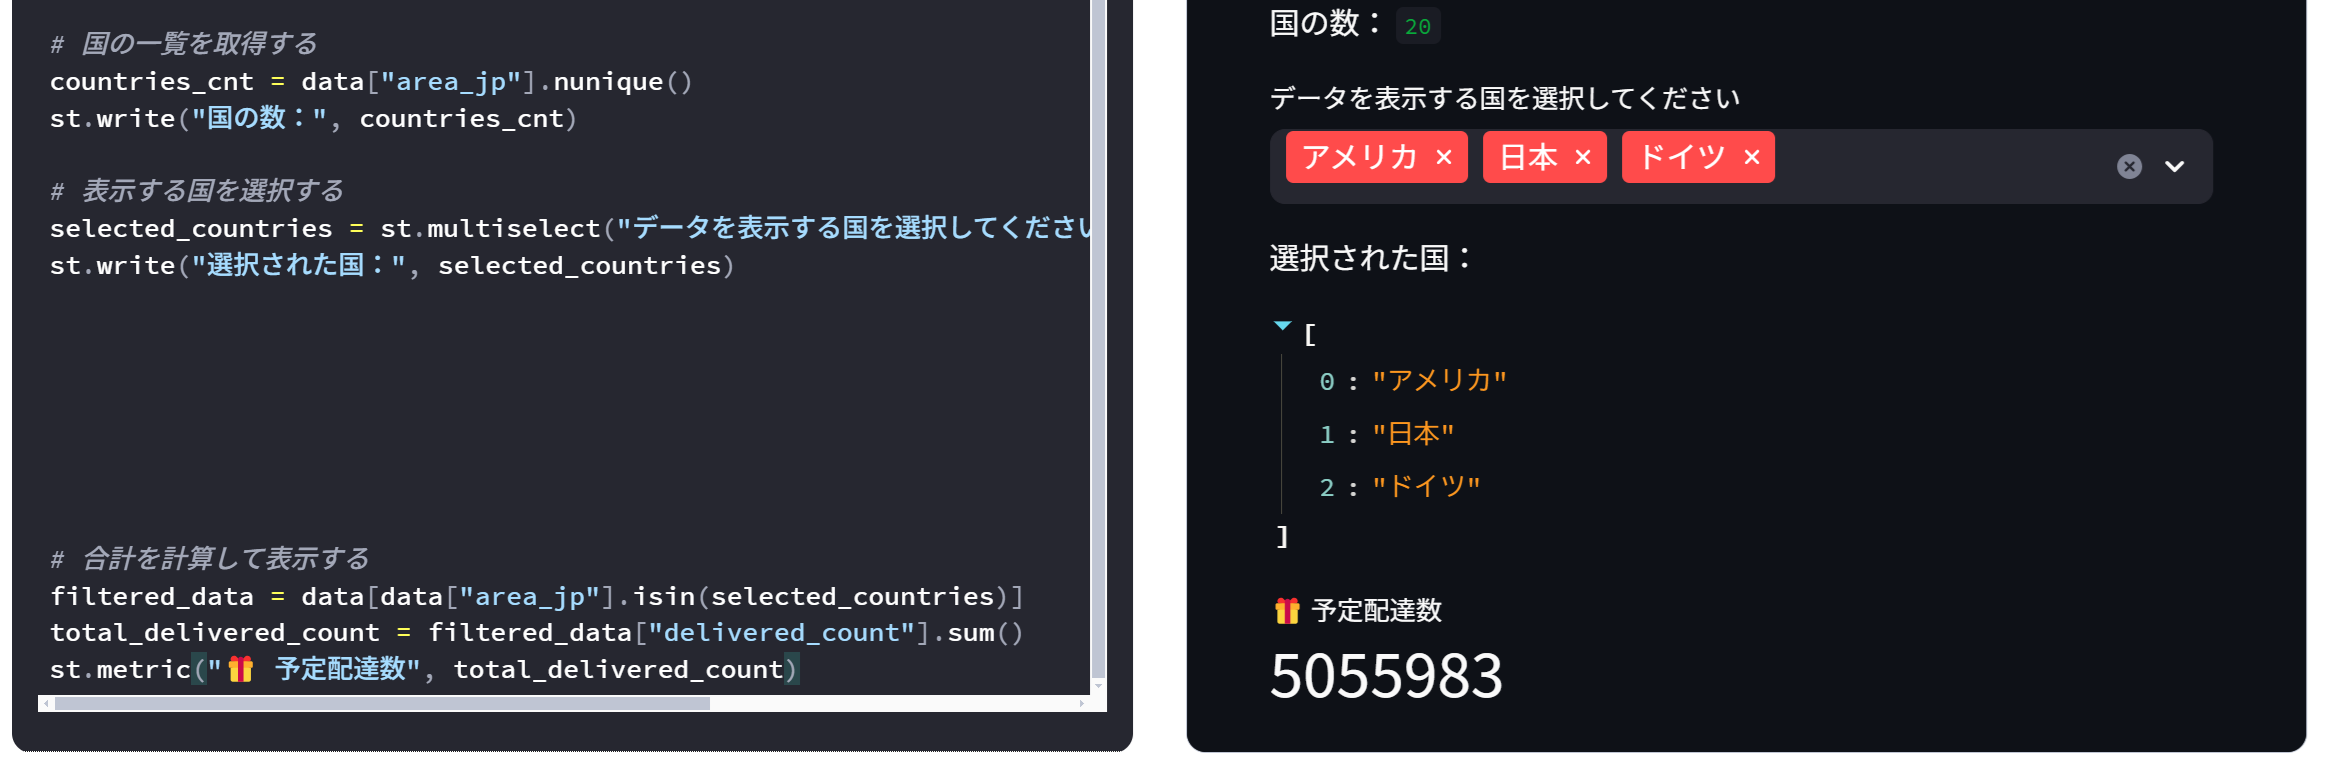 # 国の一覧を取得する
countries_cnt = data["area_jp"].nunique()
st.write("国の数：", countries_cnt)
# 表示する国を選択する
selected_countries = st.multiselect("データを表示する国を選択してください
st.write("選択された国：", selected_countries)
# 合計を計算して表示する
filtered_data = data[data["area_jp"].isin(selected_countries)]
total_delivered_count = filtered_data["delivered_count"].sum()
st.metric("🎁 予定配達数", total_delivered_count)
国の数： 20
データを表示する国を選択してください
アメリカ × 日本 × ドイツ ×
選択された国：
[
0 : "アメリカ"
1 : "日本"
2 : "ドイツ"
]
🎁 予定配達数
5055983